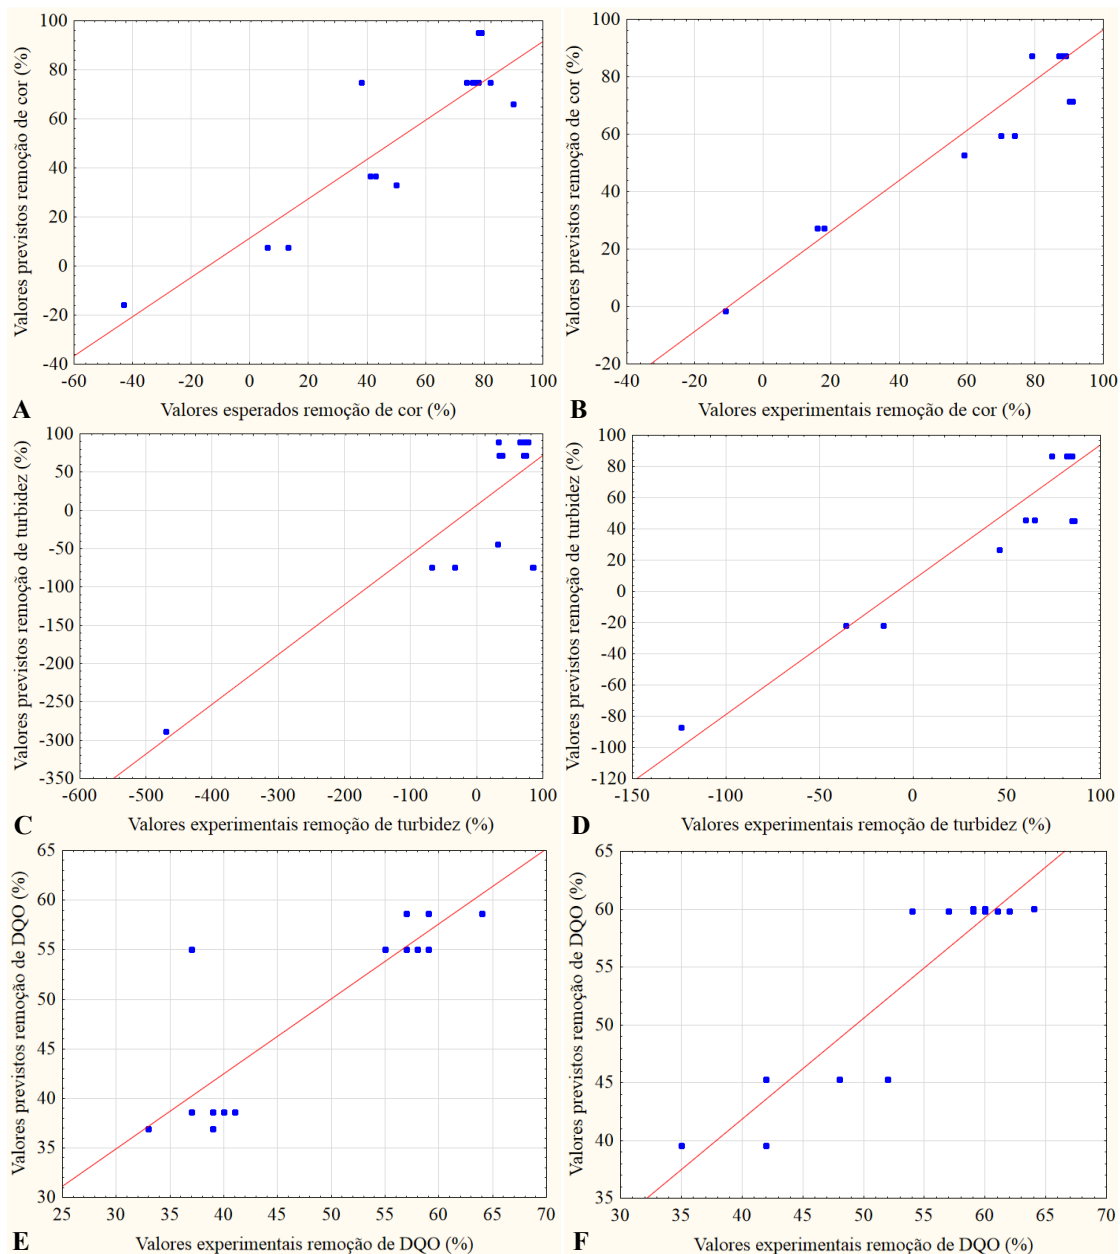 Valores previstos remoção de cor (%)
100
80
60
40
20
0
-20
-40
-60 -40 -20 0 20 40 60 80 100
A Valores esperados remoção de cor (%)
Valores previstos remoção de cor (%)
100
80
60
40
20
0
-20
-40 -20 0 20 40 60 80 100
B Valores experimentais remoção de cor (%)
Valores previstos remoção de turbidez (%)
100
50
0
-50
-100
-150
-200
-250
-300
-350
-600 -500 -400 -300 -200 -100 0 100
C Valores experimentais remoção de turbidez (%)
Valores previstos remoção de turbidez (%)
100
80
60
40
20
0
-20
-40
-60
-80
-100
-120
-150 -100 -50 0 50 100
D Valores experimentais remoção de turbidez (%)
Valores previstos remoção de DQO (%)
65
60
55
50
45
40
35
30
25 30 35 40 45 50 55 60 65 70
E Valores experimentais remoção de DQO (%)
Valores previstos remoção de DQO (%)
65
60
55
50
45
40
35
30 35 40 45 50 55 60 65 70
F Valores experimentais remoção de DQO (%)